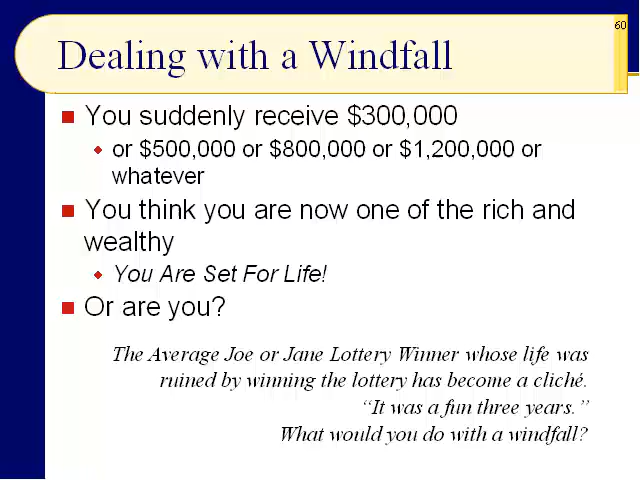 60
Dealing with a Windfall
You suddenly receive $300,000
or $500,000 or $800,000 or $1,200,000 or
whatever
You think you are now one of the rich and
wealthy
You Are Set For Life!
Or are you?
The Average Joe or Jane Lottery Winner whose life was
ruined by winning the lottery has become a cliché.
“It was a fun three years.”
What would you do with a windfall?